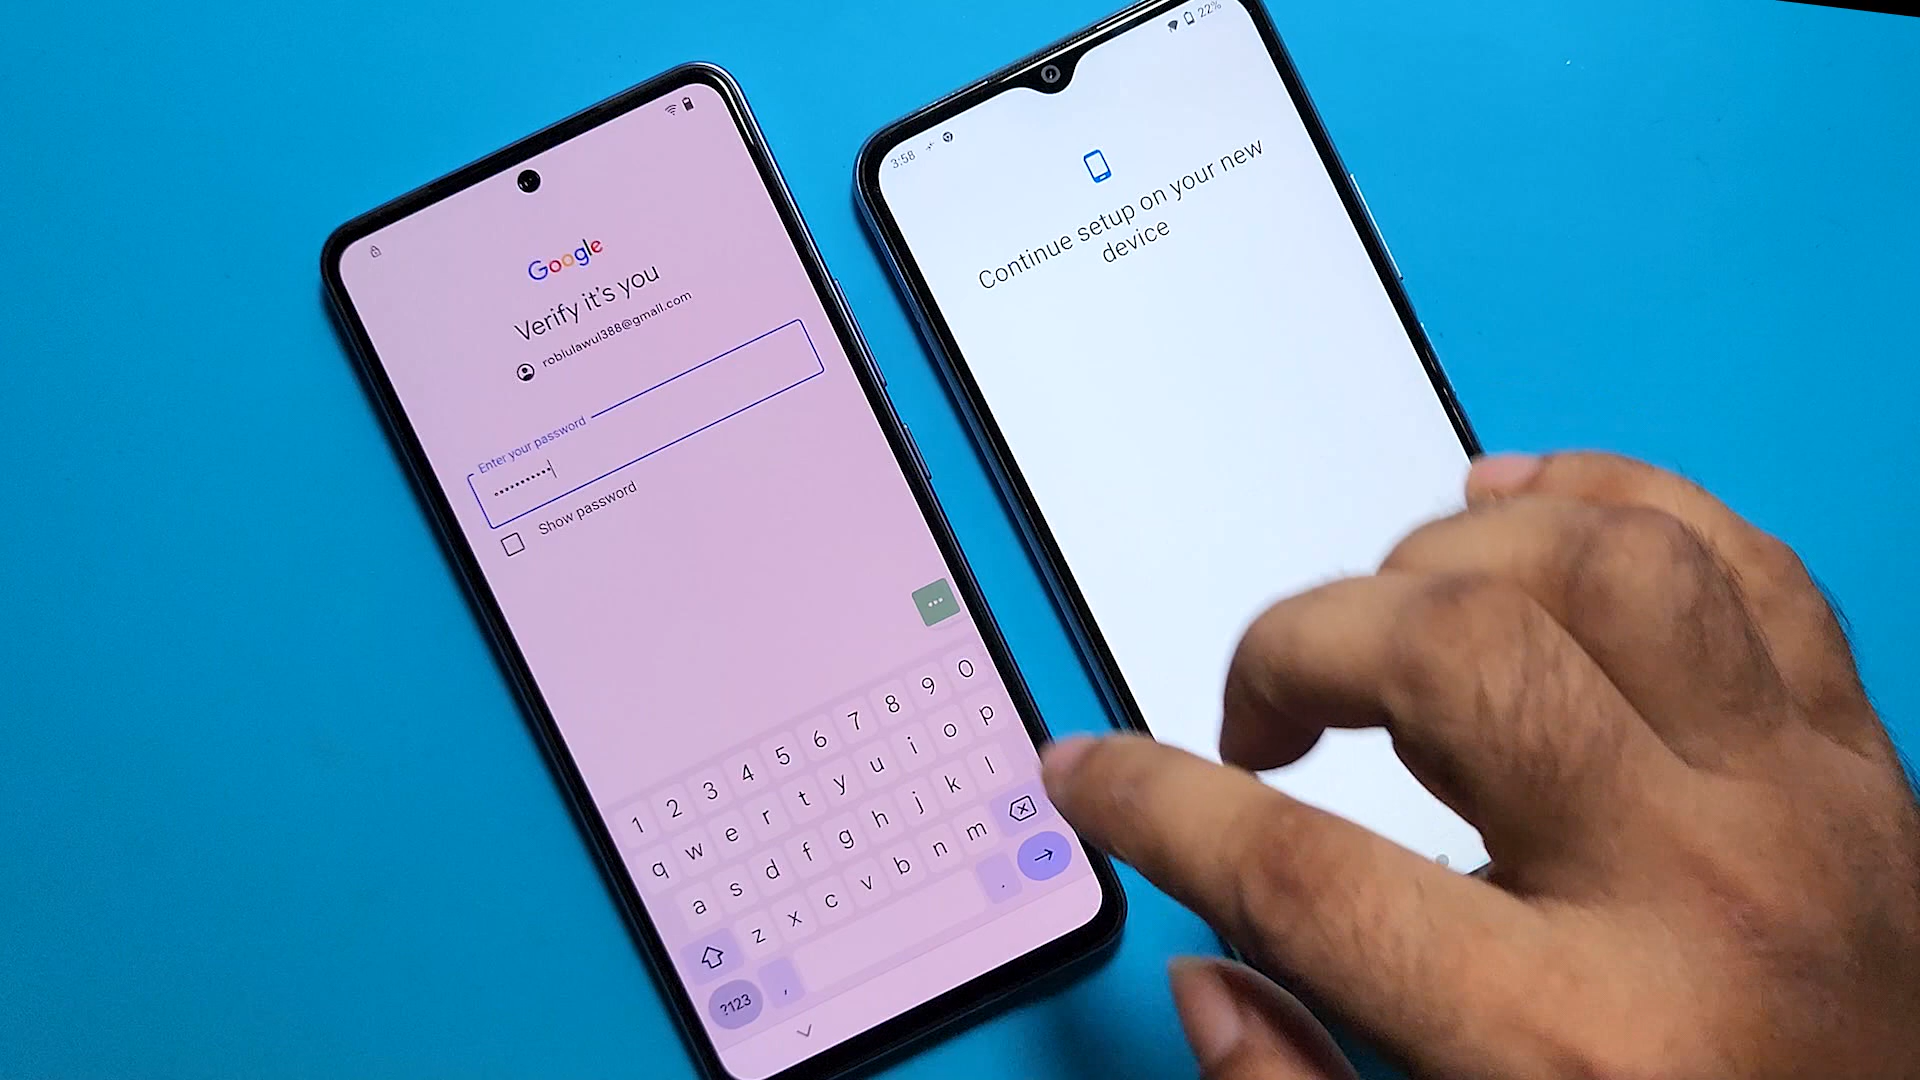 Google
Verify it's you
robiulawul388@gmail.com
Enter your password
•••••••••••
Show password
1 2 3 4 5 6 7 8 9 0
q w e r t y u i o p
a s d f g h j k l
z x c v b n m
?123 , .
3:58
22%
Continue setup on your new
device